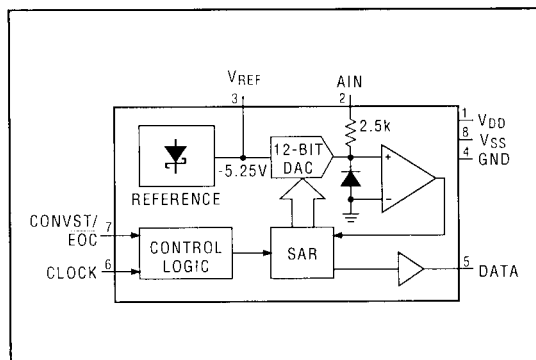 VREF
3
AIN
2
2.5k
1 VDD
8 VSS
4 GND
12-BIT
DAC
+
−
-5.25V
REFERENCE
CONVST/ 7
EOC
CLOCK 6
CONTROL
LOGIC
SAR
5 DATA